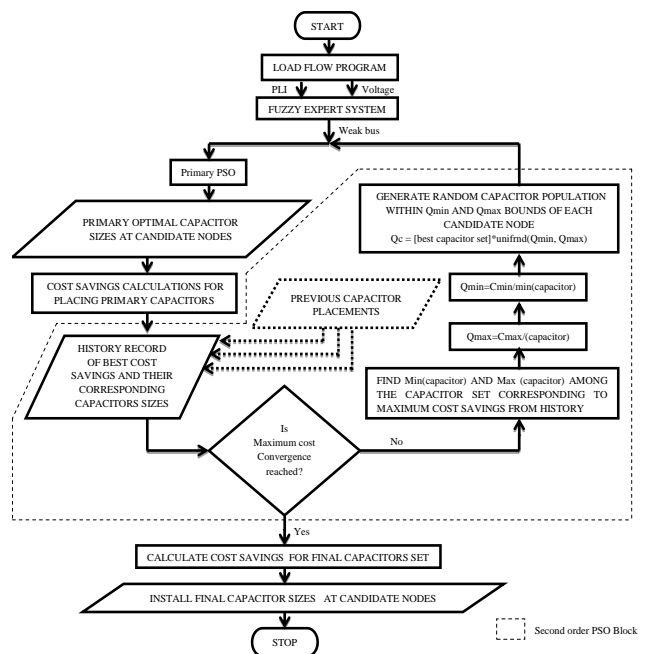 START
LOAD FLOW PROGRAM
PLI
Voltage
FUZZY EXPERT SYSTEM
Weak bus
Primary PSO
PRIMARY OPTIMAL CAPACITOR
SIZES AT CANDIDATE NODES
COST SAVINGS CALCULATIONS FOR
PLACING PRIMARY CAPACITORS
HISTORY RECORD
OF BEST COST
SAVINGS AND THEIR
CORRESPONDING
CAPACITORS SIZES
PREVIOUS CAPACITOR
PLACEMENTS
GENERATE RANDOM CAPACITOR POPULATION
WITHIN Qmin AND Qmax BOUNDS OF EACH
CANDIDATE NODE
Qc = [best capacitor set]*unifrnd(Qmin, Qmax)
Qmin=Cmin/min(capacitor)
Qmax=Cmax/(capacitor)
FIND Min(capacitor) AND Max (capacitor) AMONG
THE CAPACITOR SET CORRESPONDING TO
MAXIMUM COST SAVINGS FROM HISTORY
Is
Maximum cost
Convergence
reached?
No
Yes
CALCULATE COST SAVINGS FOR FINAL CAPACITORS SET
INSTALL FINAL CAPACITOR SIZES AT CANDIDATE NODES
STOP
Second order PSO Block